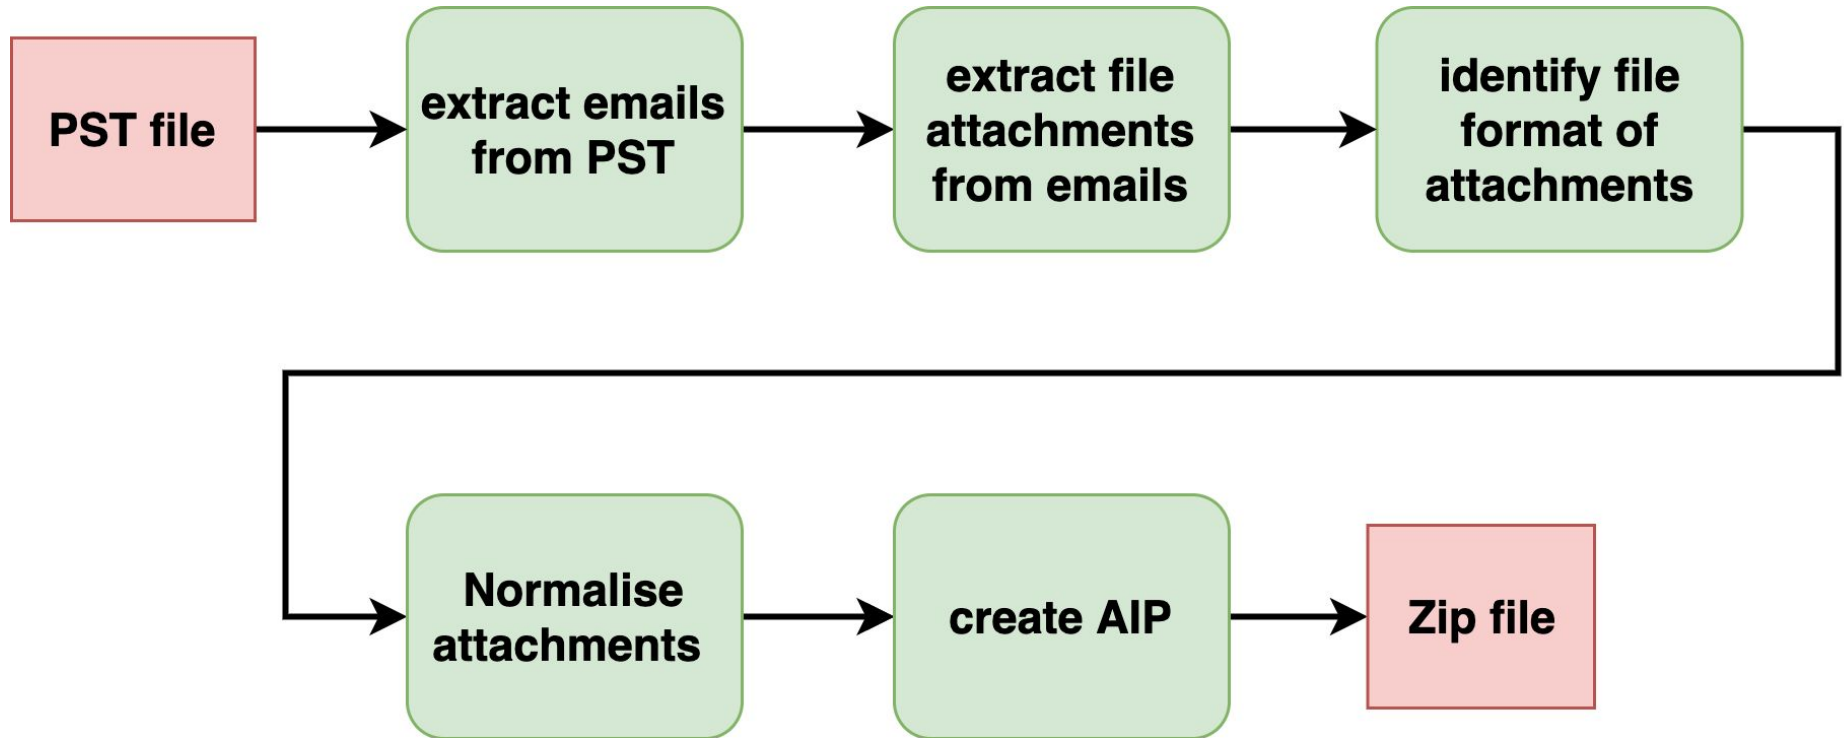 PST file
extract emails
from PST
extract file
attachments
from emails
identify file
format of
attachments
Normalise
attachments
create AIP
Zip file